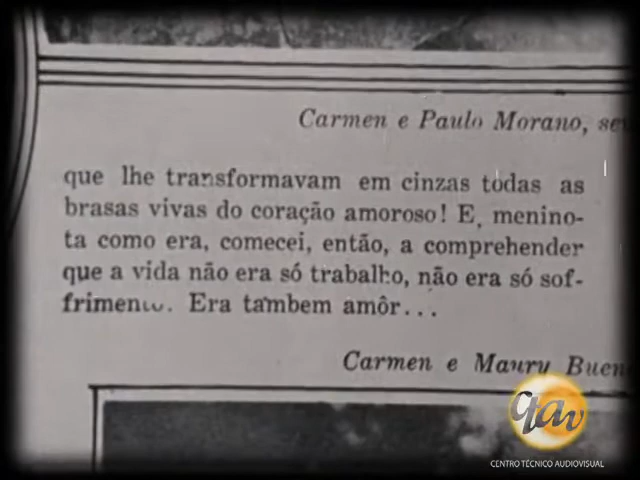 Carmen e Paulo Morano,
que lhe transformavam em cinzas todas as
brasas vivas do coração amoroso! E, menino-
ta como era, comecei, então, a comprehender
que a vida não era só trabalho, não era só sof-
frimento. Era tambem amôr...
Carmen e Maury
ctav
CENTRO TÉCNICO AUDIOVISUAL